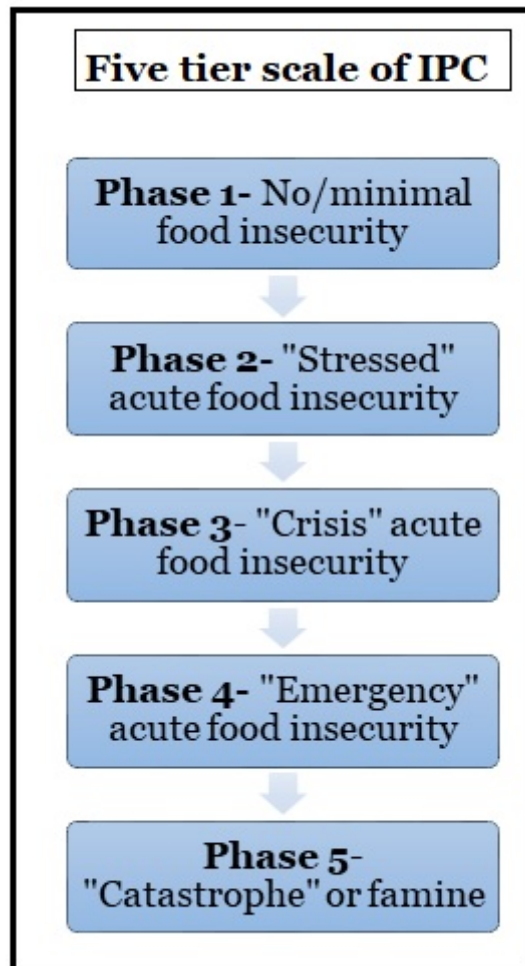 Five tier scale of IPC
Phase 1- No/minimal
food insecurity
Phase 2- "Stressed"
acute food insecurity
Phase 3- "Crisis" acute
food insecurity
Phase 4- "Emergency"
acute food insecurity
Phase 5-
"Catastrophe" or famine